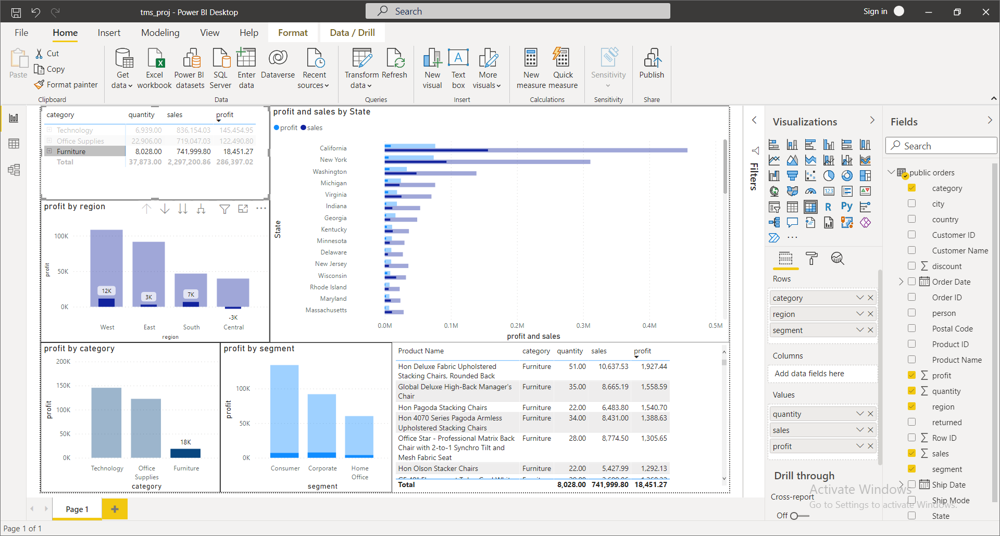 tms_proj - Power BI Desktop
Search
Sign in
File
Home
Insert
Modeling
View
Help
Format
Data / Drill
Paste
Cut
Copy
Format painter
Clipboard
Get data
Excel workbook
Power BI datasets
SQL Server
Enter data
Dataverse
Recent sources
Data
Transform data
Refresh
Queries
New visual
Text box
More visuals
Insert
New measure
Quick measure
Calculations
Sensitivity
Sensitivity
Publish
Share
category quantity sales profit
Technology 6,939.00 836,154.03 145,454.95
Office Supplies 22,906.00 719,047.03 122,490.80
Furniture 8,028.00 741,999.80 18,451.27
Total 37,873.00 2,297,200.86 286,397.02
profit by region
profit
100K
50K
0K
12K
3K
7K
-3K
West East South Central
region
profit and sales by State
profit sales
State
California
New York
Washington
Michigan
Virginia
Indiana
Georgia
Kentucky
Minnesota
Delaware
New Jersey
Wisconsin
Rhode Island
Maryland
Massachusetts
0.0M 0.1M 0.2M 0.3M 0.4M 0.5M
profit and sales
profit by category
profit
200K
150K
100K
50K
0K
18K
Technology Office Supplies Furniture
category
profit by segment
profit
100K
50K
0K
Consumer Corporate Home Office
segment
Product Name category quantity sales profit
Hon Deluxe Fabric Upholstered Furniture 51.00 10,637.53 1,927.44
Stacking Chairs, Rounded Back
Global Deluxe High-Back Manager's Furniture 35.00 8,665.19 1,558.59
Chair
Hon Pagoda Stacking Chairs Furniture 22.00 6,483.80 1,540.70
Hon 4070 Series Pagoda Armless Furniture 34.00 8,431.00 1,388.63
Upholstered Stacking Chairs
Office Star - Professional Matrix Back Furniture 28.00 8,774.50 1,305.65
Chair with 2-to-1 Synchro Tilt and
Mesh Fabric Seat
Hon Olson Stacker Chairs Furniture 22.00 5,427.99 1,292.13
Total 8,028.00 741,999.80 18,451.27
Filters
Visualizations
123
R
Py
Rows
category
region
segment
Columns
Add data fields here
Values
quantity
sales
profit
Drill through
Cross-report
Off
Fields
Search
public orders
category
city
country
Customer ID
Customer Name
discount
Order Date
Order ID
person
Postal Code
Product ID
Product Name
profit
quantity
region
returned
Row ID
sales
segment
Ship Date
Ship Mode
State
Activate Windows
Go to Settings to activate Windows.
Page 1
Page 1 of 1